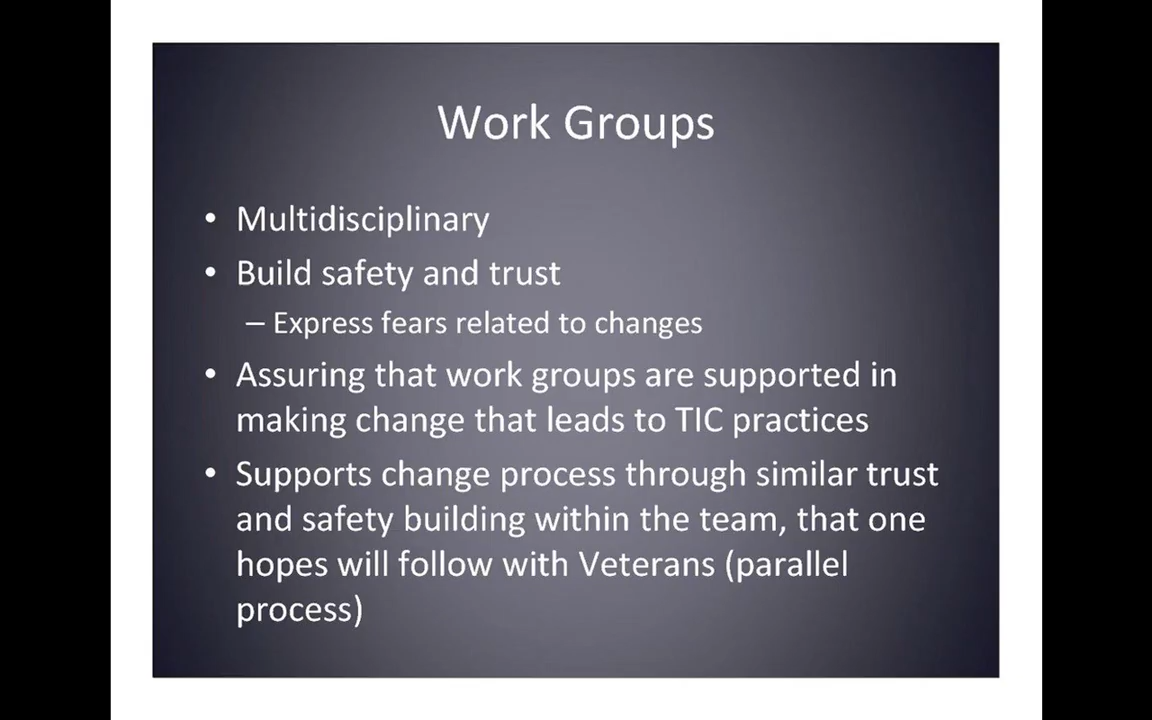 Work Groups
• Multidisciplinary
• Build safety and trust
– Express fears related to changes
• Assuring that work groups are supported in
making change that leads to TIC practices
• Supports change process through similar trust
and safety building within the team, that one
hopes will follow with Veterans (parallel
process)